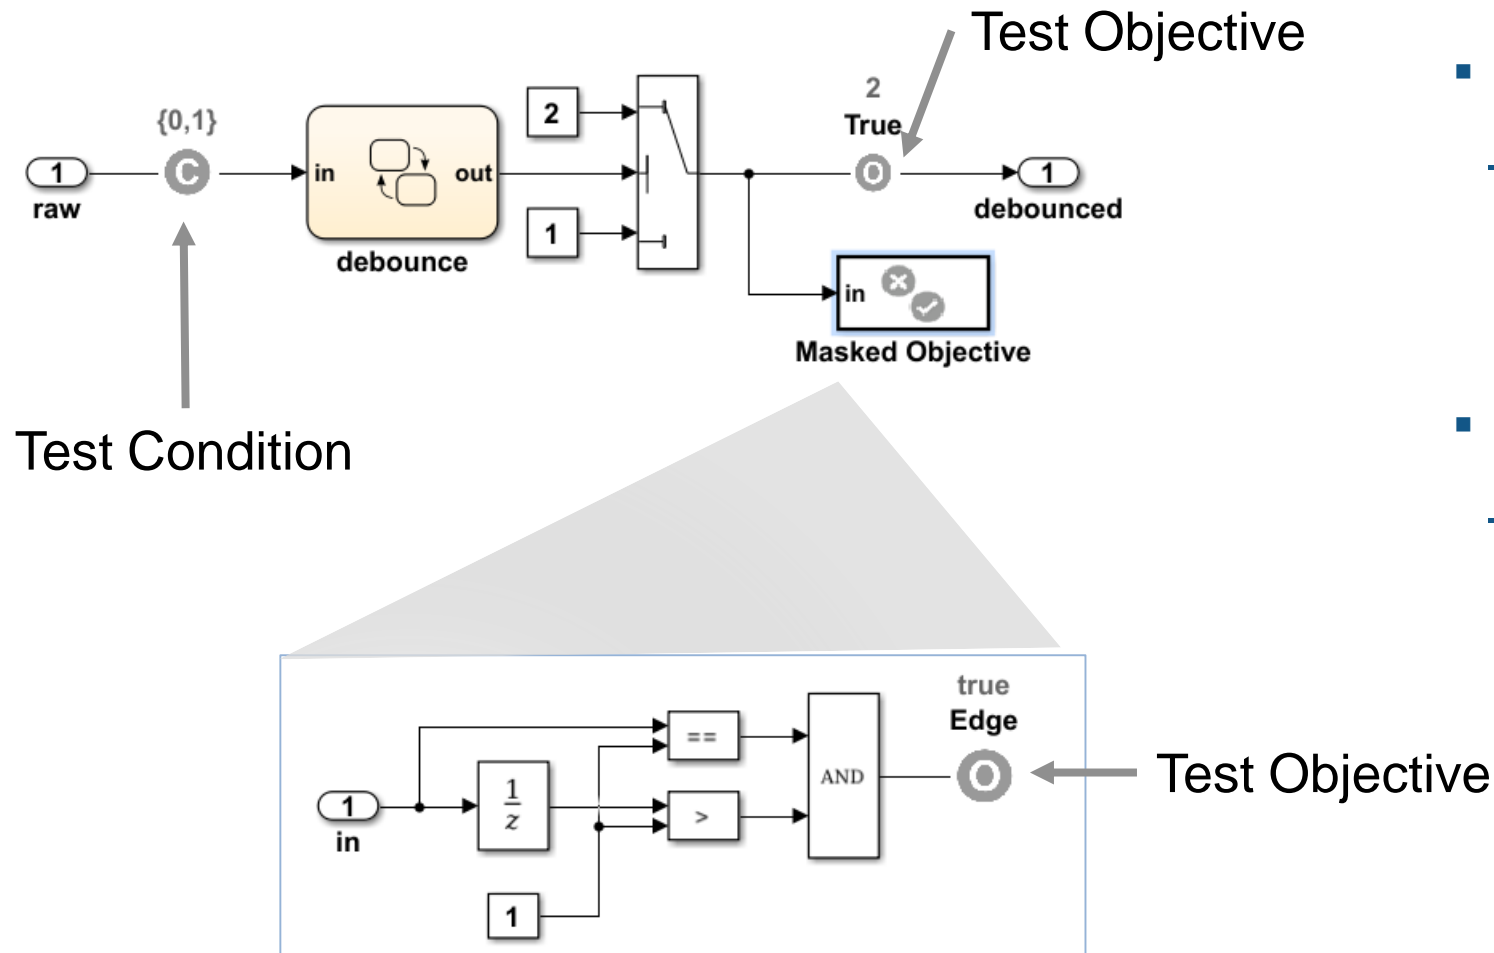 Test Objective
2
True
{0,1}
C
1
raw
in
out
debounce
2
1
O
1
debounced
in
Masked Objective
Test Condition
true
Edge
==
AND
O
Test Objective
1
in
1
z
>
1